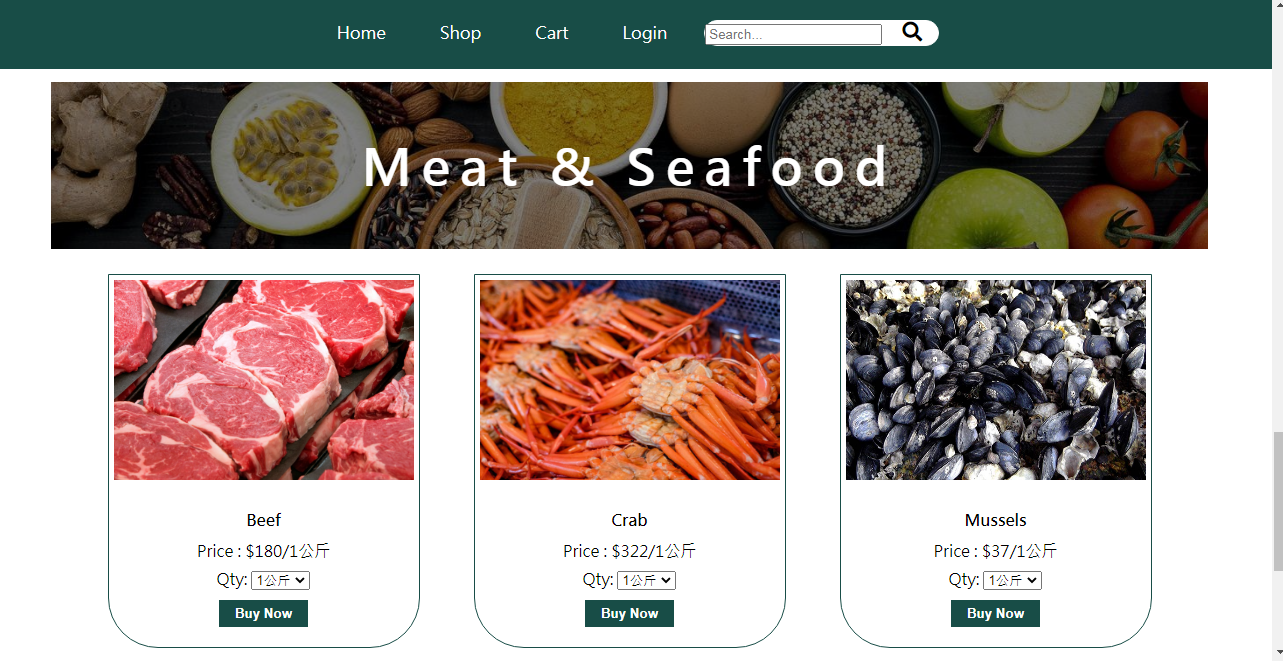 Home Shop Cart Login Search...
Meat & Seafood
Beef
Price : $180/1公斤
Qty: 1公斤
Buy Now
Crab
Price : $322/1公斤
Qty: 1公斤
Buy Now
Mussels
Price : $37/1公斤
Qty: 1公斤
Buy Now